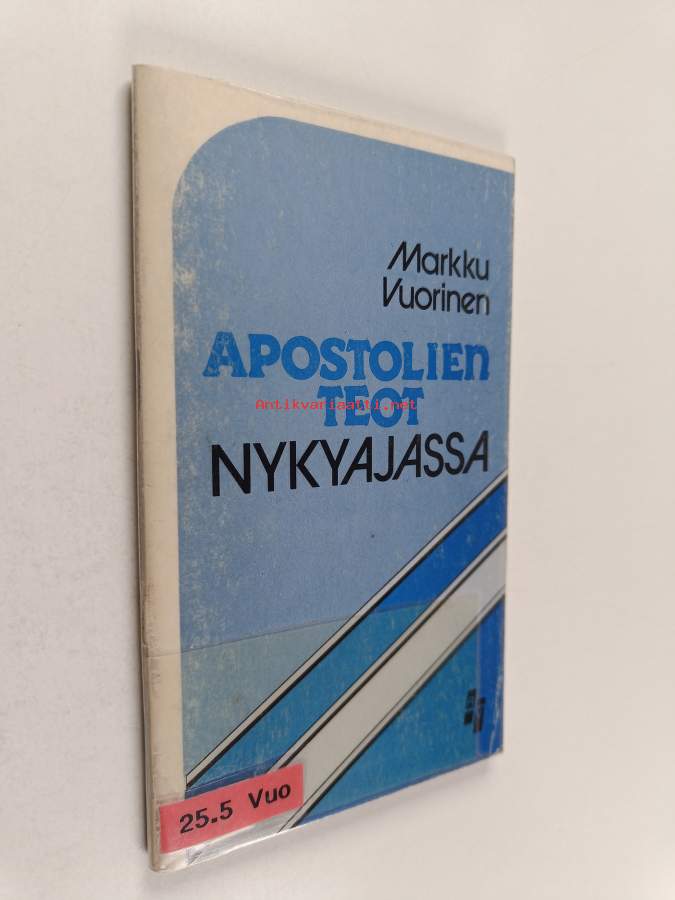 Markku
Vuorinen
APOSTOLIEN
TEOT
Antikvariaatti.net
NYKYAJASSA
25.5 Vuo